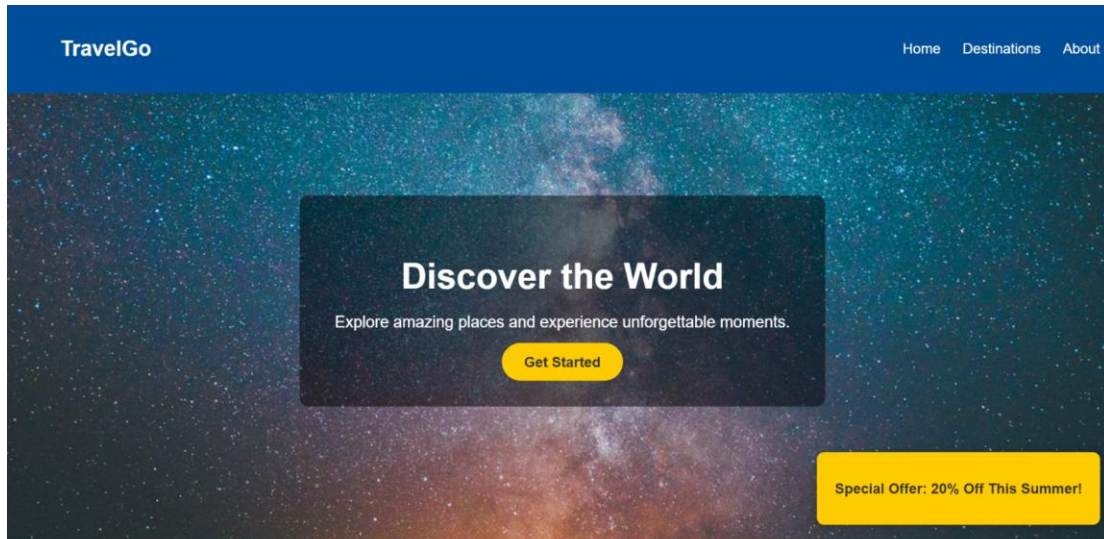 TravelGo
Home Destinations About
Discover the World
Explore amazing places and experience unforgettable moments.
Get Started
Special Offer: 20% Off This Summer!